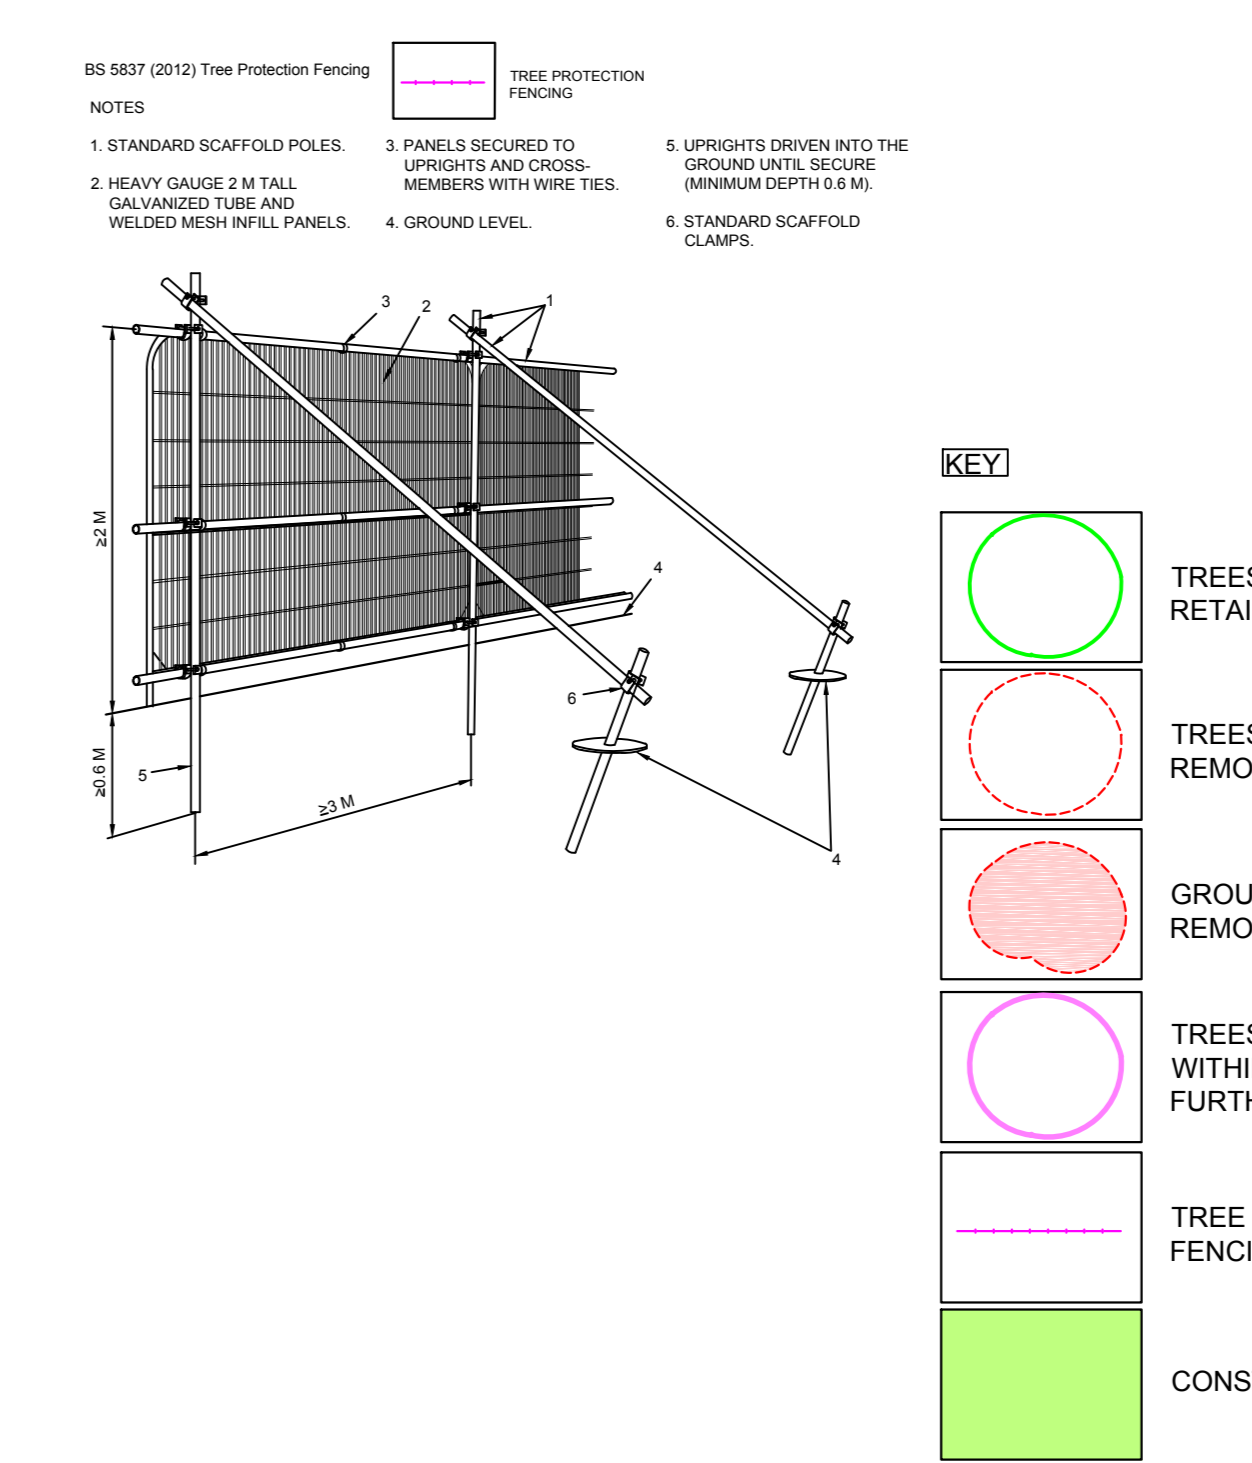 BS 5837 (2012) Tree Protection Fencing
TREE PROTECTION
FENCING
NOTES
1. STANDARD SCAFFOLD POLES.
2. HEAVY GAUGE 2 M TALL
GALVANIZED TUBE AND
WELDED MESH INFILL PANELS.
3. PANELS SECURED TO
UPRIGHTS AND CROSS-
MEMBERS WITH WIRE TIES.
4. GROUND LEVEL.
5. UPRIGHTS DRIVEN INTO THE
GROUND UNTIL SECURE
(MINIMUM DEPTH 0.6 M).
6. STANDARD SCAFFOLD
CLAMPS.
3
2
1
≥2 M
4
6
5
≥0.6 M
≥3 M
4
KEY
TREES
RETAI
TREES
REMO
GROU
REMO
TREES
WITHI
FURTH
TREE
FENCI
CONS